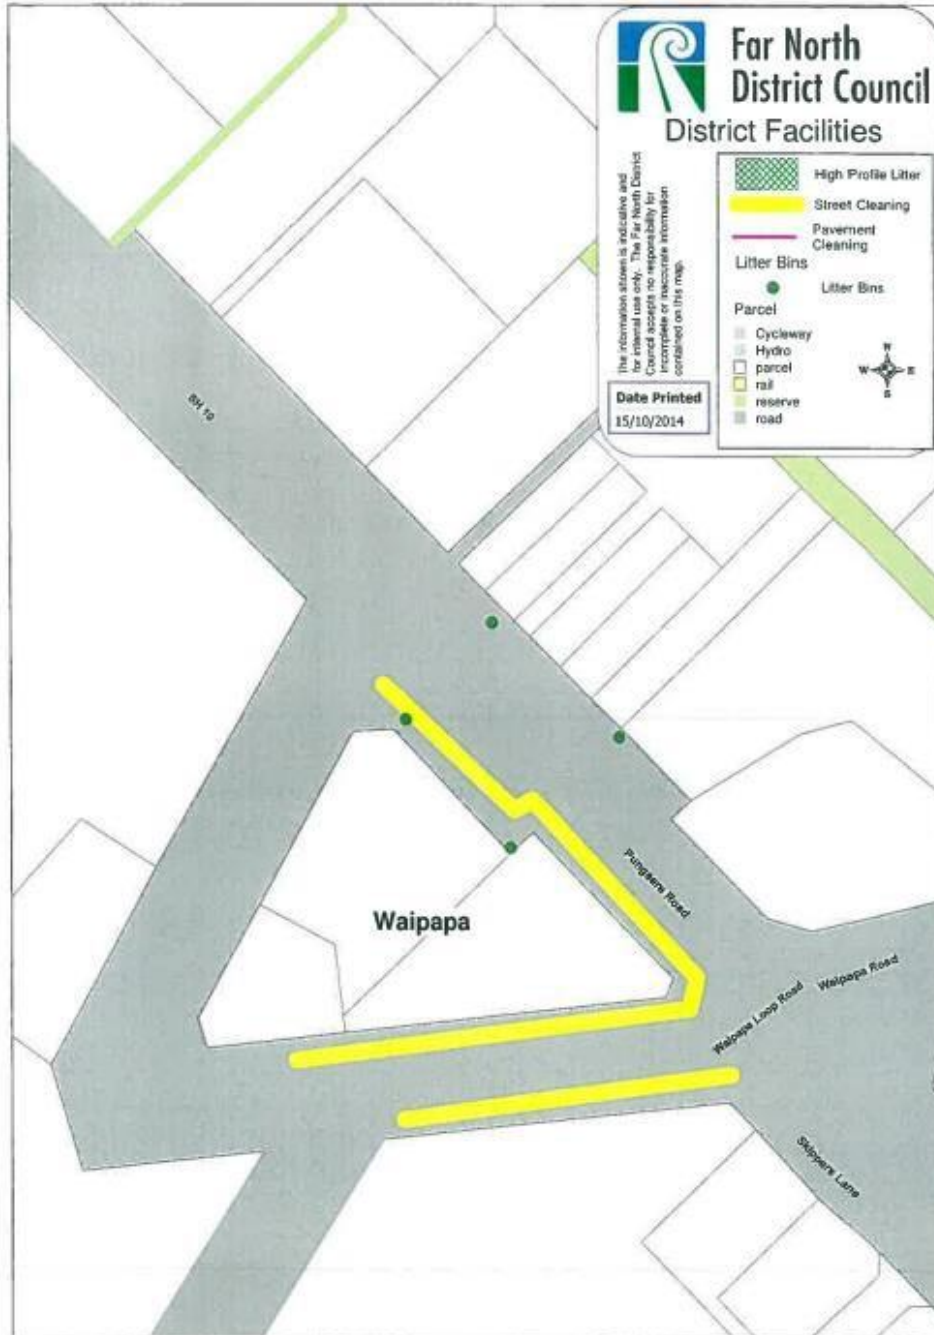 Far North
District Council
District Facilities
The information shown is indicative and
for internal use only. The Far North District
Council accepts no responsibility for
incomplete or inaccurate information
contained on this map.
High Profile Litter
Street Cleaning
Pavement
Cleaning
Litter Bins
Litter Bins
Parcel
Cycleway
Hydro
parcel
rail
reserve
road
N
W E
S
Date Printed
15/10/2014
SH 10
Pungaere Road
Waipapa
Waipapa Loop Road
Waipapa Road
Skippers Lane